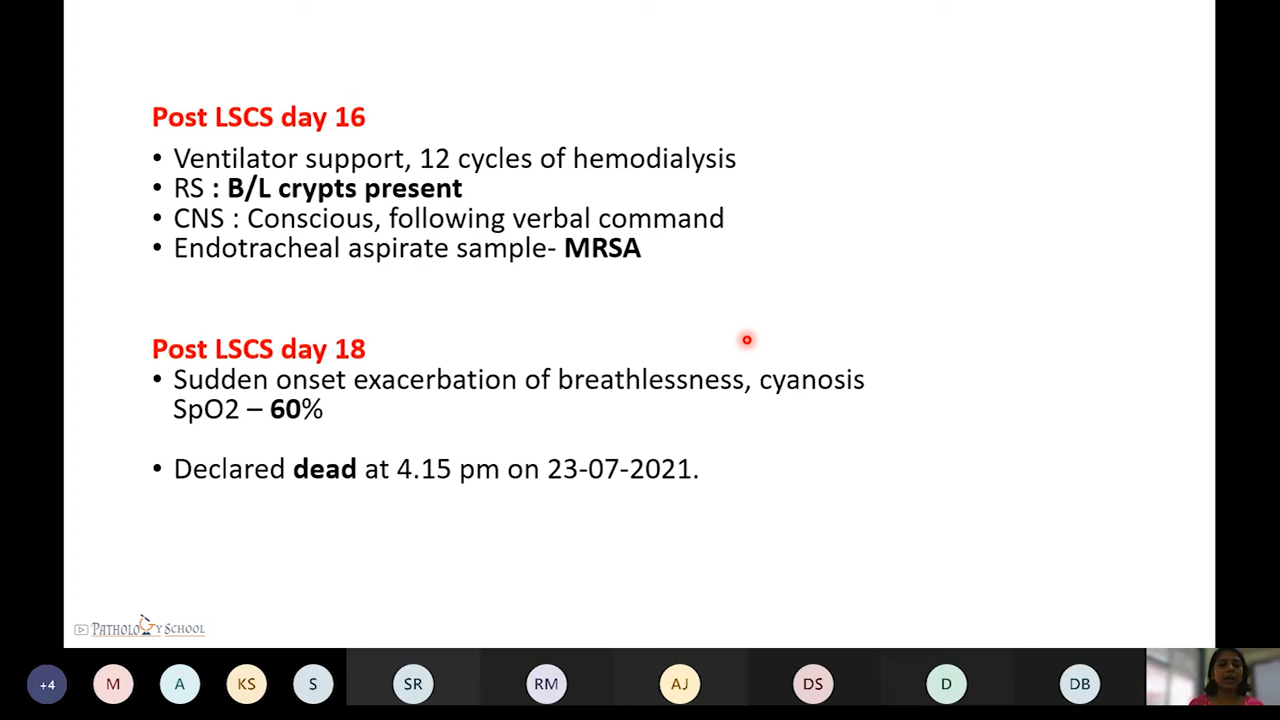 Post LSCS day 16
• Ventilator support, 12 cycles of hemodialysis
• RS : B/L crypts present
• CNS : Conscious, following verbal command
• Endotracheal aspirate sample- MRSA
Post LSCS day 18
• Sudden onset exacerbation of breathlessness, cyanosis
SpO2 – 60%
• Declared dead at 4.15 pm on 23-07-2021.
PATHOLOGY SCHOOL
+4 M A KS S SR RM AJ DS D DB